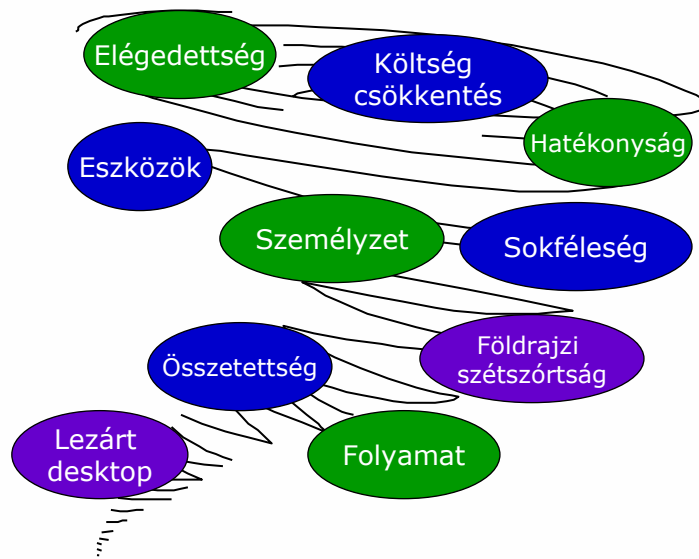 Elégedettség
Költség
csökkentés
Hatékonyság
Eszközök
Személyzet
Sokféleség
Földrajzi
szétszórtság
Összetettség
Lezárt
desktop
Folyamat